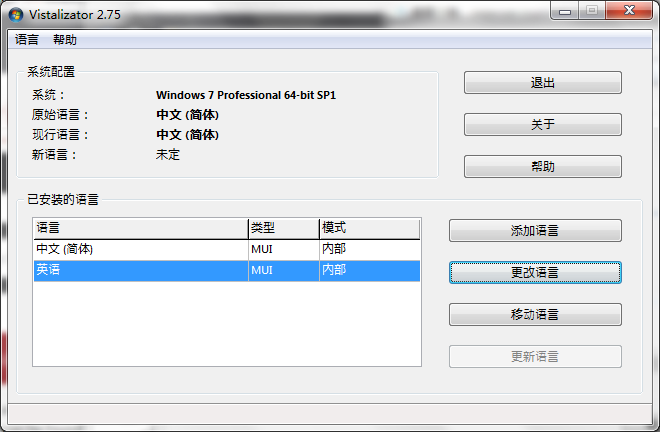 Vistalizator 2.75
语言 帮助
系统配置
系统： Windows 7 Professional 64-bit SP1
原始语言： 中文 (简体)
现行语言： 中文 (简体)
新语言： 未定
退出
关于
帮助
已安装的语言
语言 类型 模式
中文 (简体) MUI 内部
英语 MUI 内部
添加语言
更改语言
移动语言
更新语言